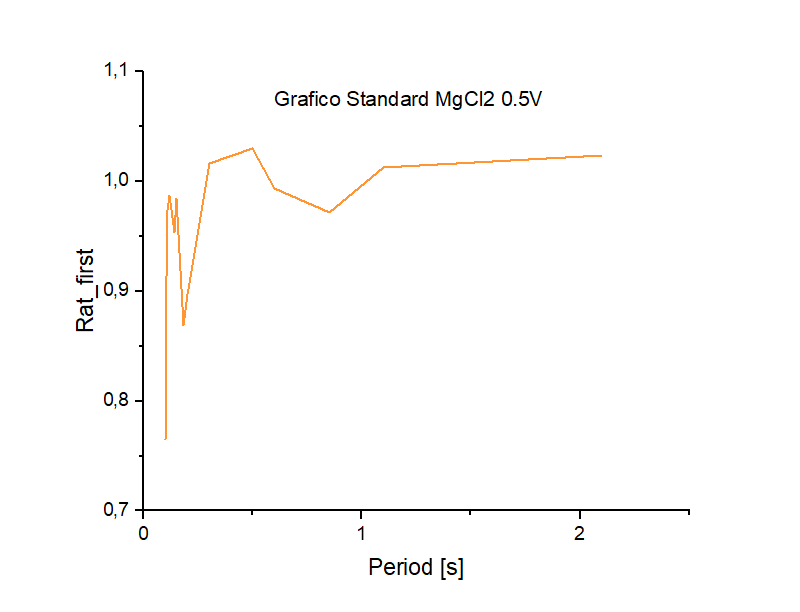 Grafico Standard MgCl2 0.5V
1,1
1,0
0,9
0,8
0,7
Rat_first
0 1 2
Period [s]